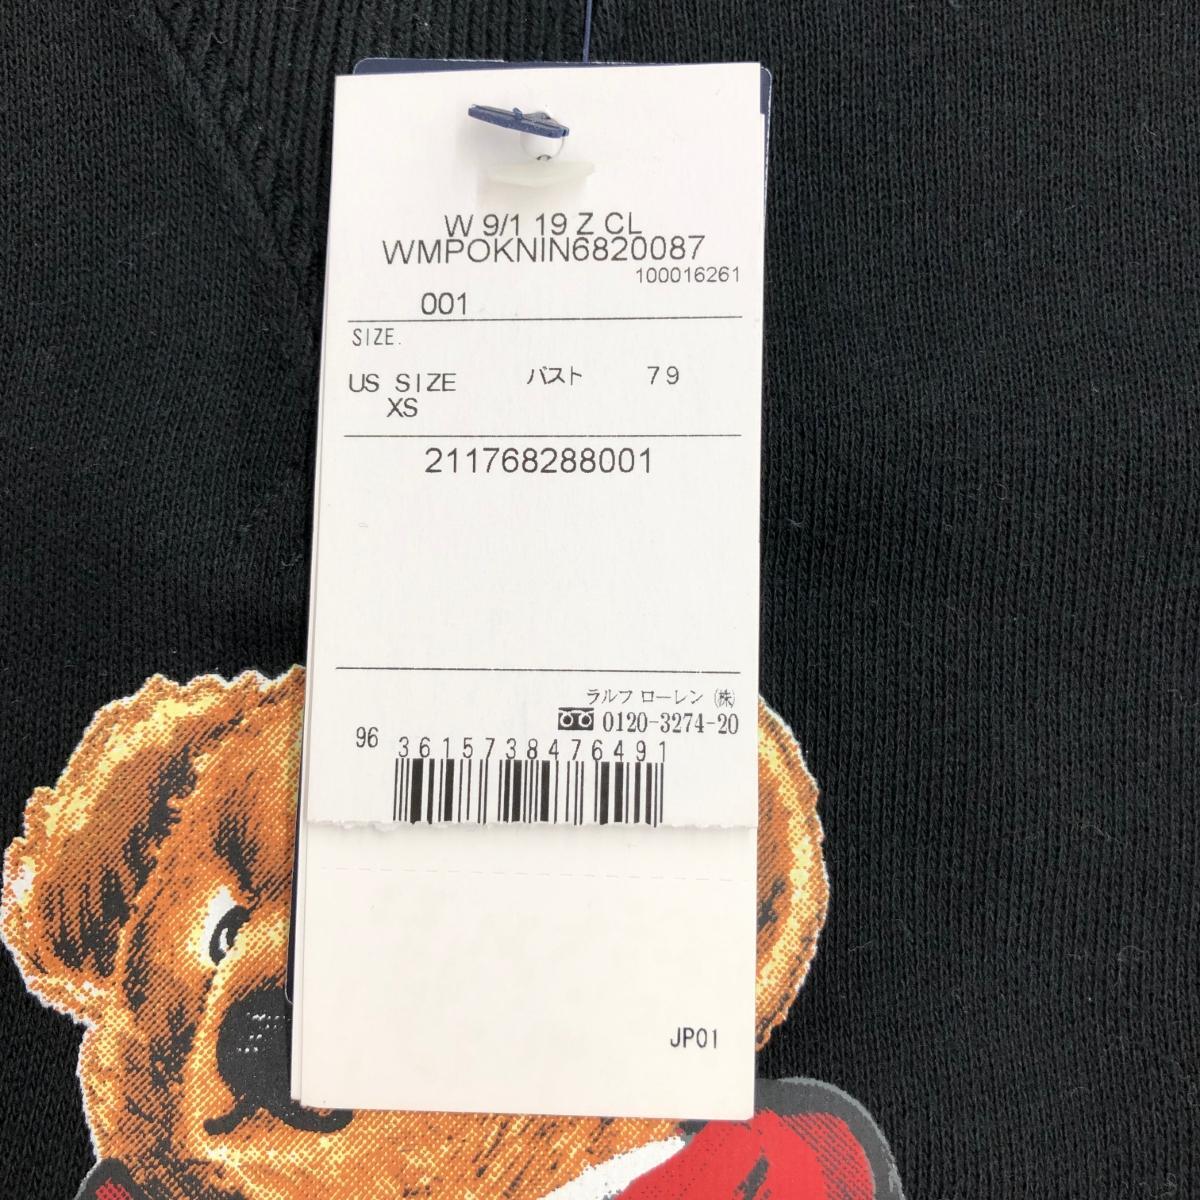 W 9/1 19 Z CL
WMPOKNIN6820087
100016261
001
SIZE.
US SIZE バスト 79
XS
211768288001
ラルフ ローレン ㈱
0120-3274-20
96 3615738476491
JP01